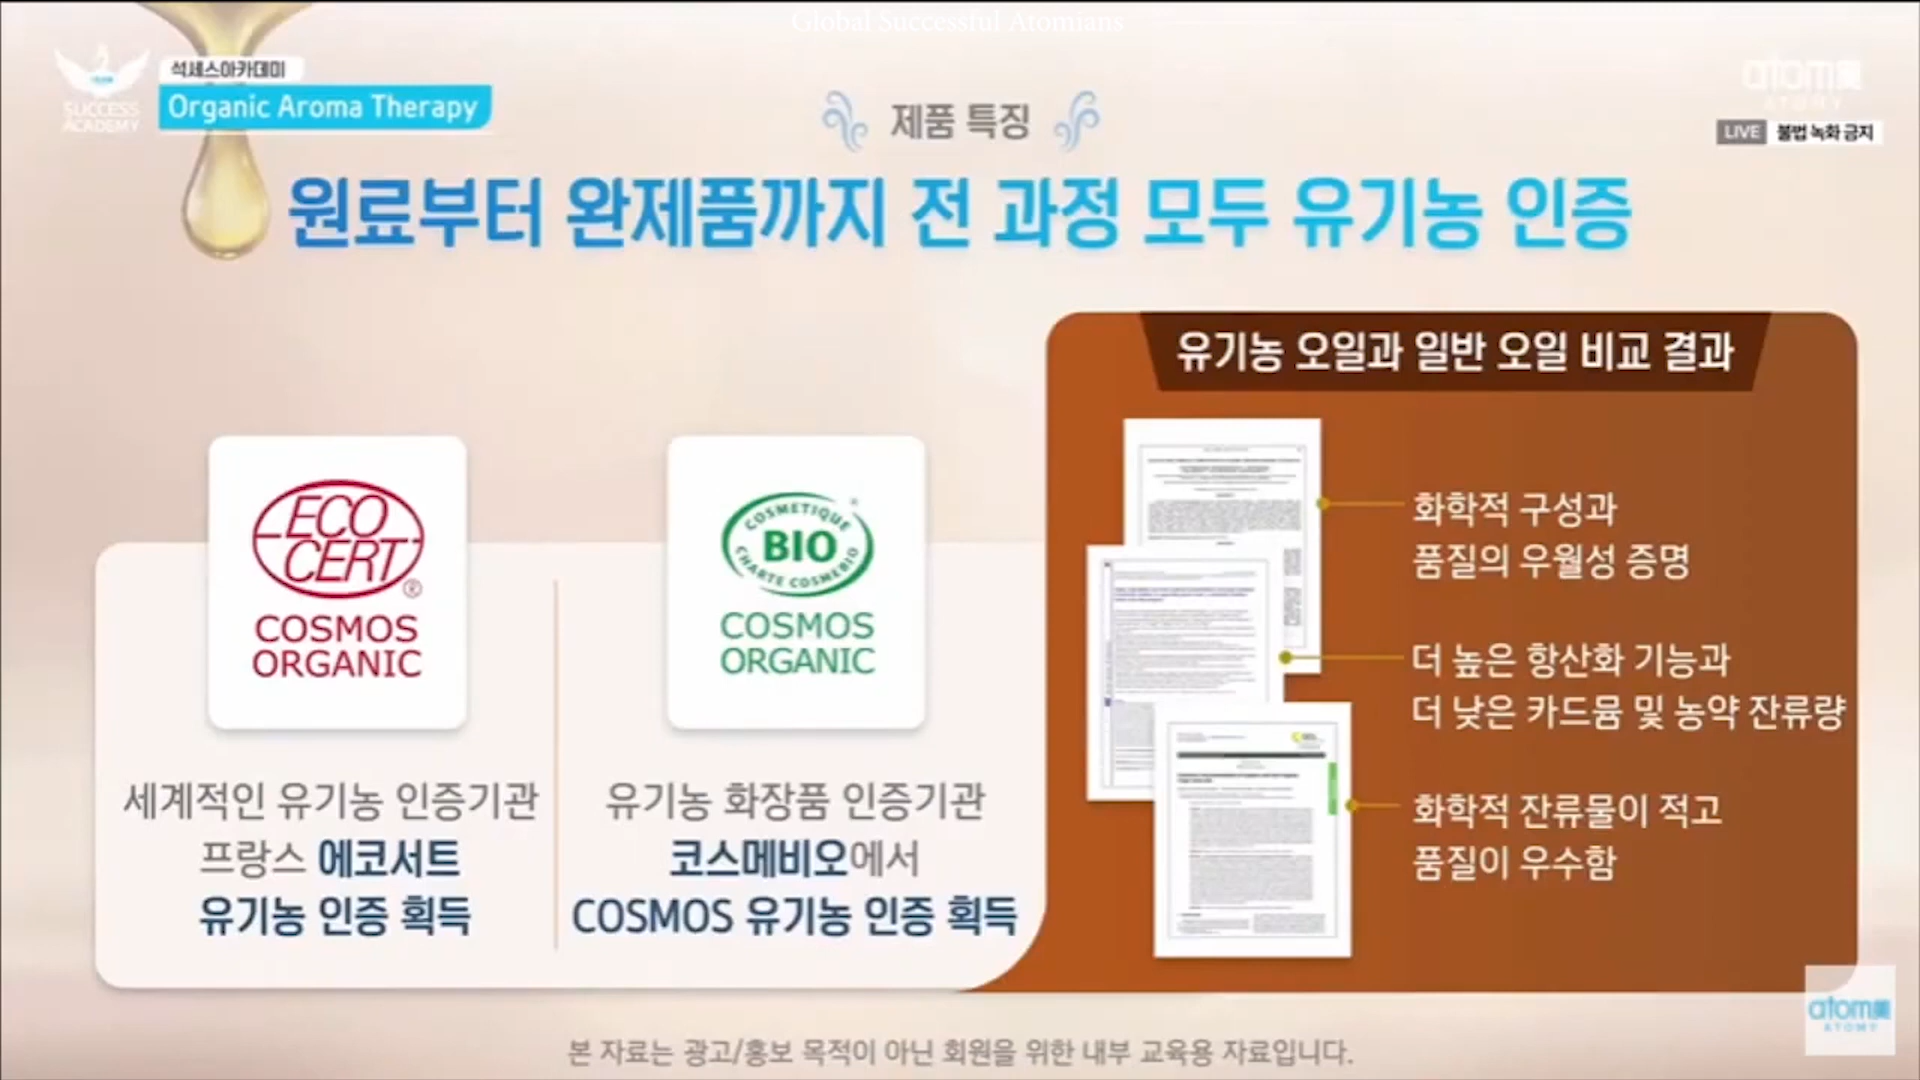 Global Successful Atomians
SUCCESS
ACADEMY
석세스아카데미
Organic Aroma Therapy
atom美
ATOMY
LIVE 불법 녹화 금지
제품 특징
원료부터 완제품까지 전 과정 모두 유기농 인증
ECO
CERT
®
COSMOS
ORGANIC
세계적인 유기농 인증기관
프랑스 에코서트
유기농 인증 획득
COSMETIQUE
BIO
CHARTE COSMEBIO
COSMOS
ORGANIC
유기농 화장품 인증기관
코스메비오에서
COSMOS 유기농 인증 획득
유기농 오일과 일반 오일 비교 결과
화학적 구성과
품질의 우월성 증명
더 높은 항산화 기능과
더 낮은 카드뮴 및 농약 잔류량
화학적 잔류물이 적고
품질이 우수함
atom美
ATOMY
본 자료는 광고/홍보 목적이 아닌 회원을 위한 내부 교육용 자료입니다.